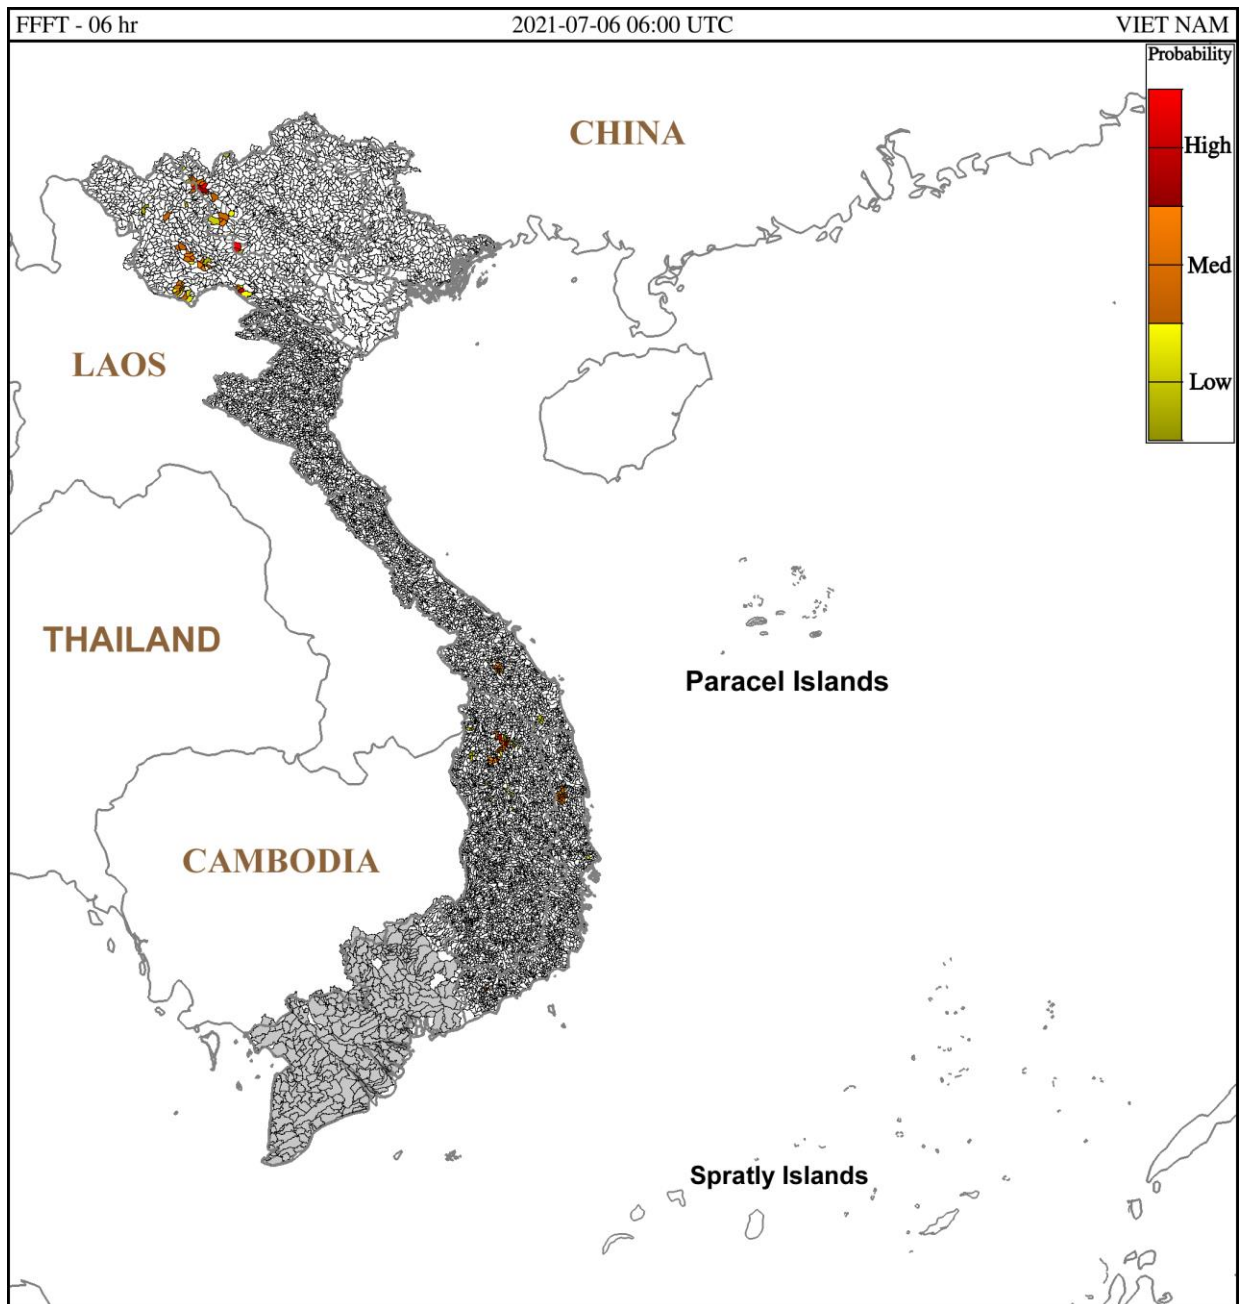 FFFT - 06 hr
2021-07-06 06:00 UTC
VIET NAM
Probability
High
Med
Low
CHINA
LAOS
THAILAND
Paracel Islands
CAMBODIA
Spratly Islands